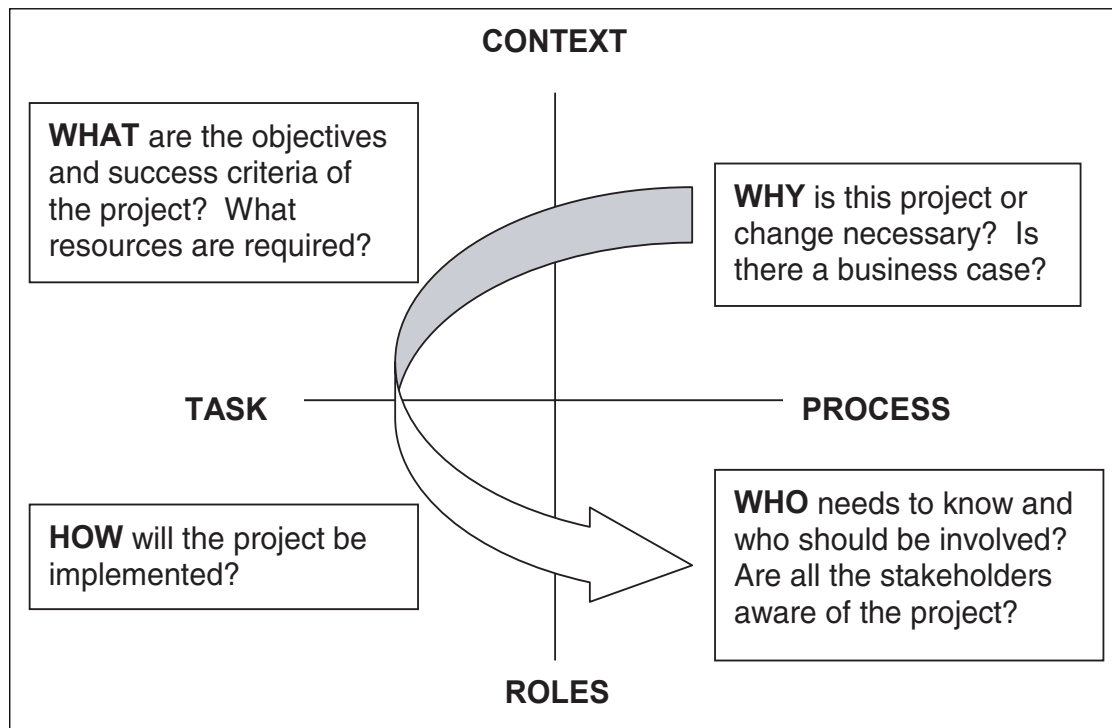 CONTEXT
WHAT are the objectives
and success criteria of
the project? What
resources are required?
WHY is this project or
change necessary? Is
there a business case?
TASK
PROCESS
HOW will the project be
implemented?
WHO needs to know and
who should be involved?
Are all the stakeholders
aware of the project?
ROLES